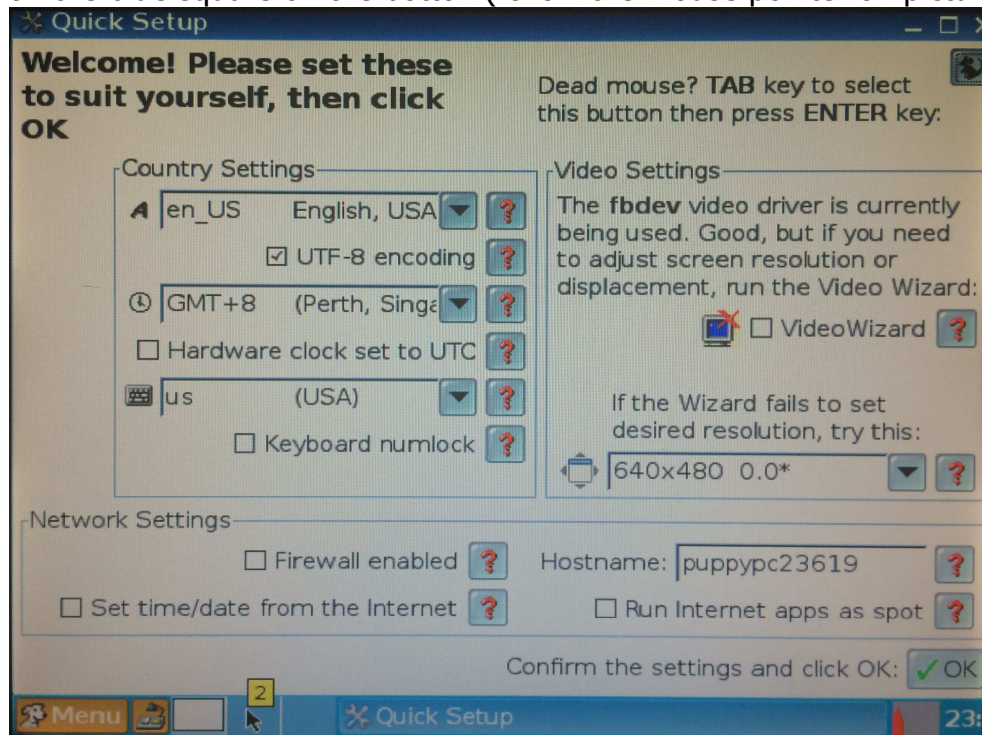 Quick Setup
Welcome! Please set these
to suit yourself, then click
OK
Dead mouse? TAB key to select
this button then press ENTER key:
Country Settings
en_US English, USA
UTF-8 encoding
GMT+8 (Perth, Singa
Hardware clock set to UTC
us (USA)
Keyboard numlock
Video Settings
The fbdev video driver is currently
being used. Good, but if you need
to adjust screen resolution or
displacement, run the Video Wizard:
VideoWizard
If the Wizard fails to set
desired resolution, try this:
640x480 0.0*
Network Settings
Firewall enabled
Hostname: puppypc23619
Set time/date from the Internet
Run Internet apps as spot
Confirm the settings and click OK: OK
2
Menu
Quick Setup
23: